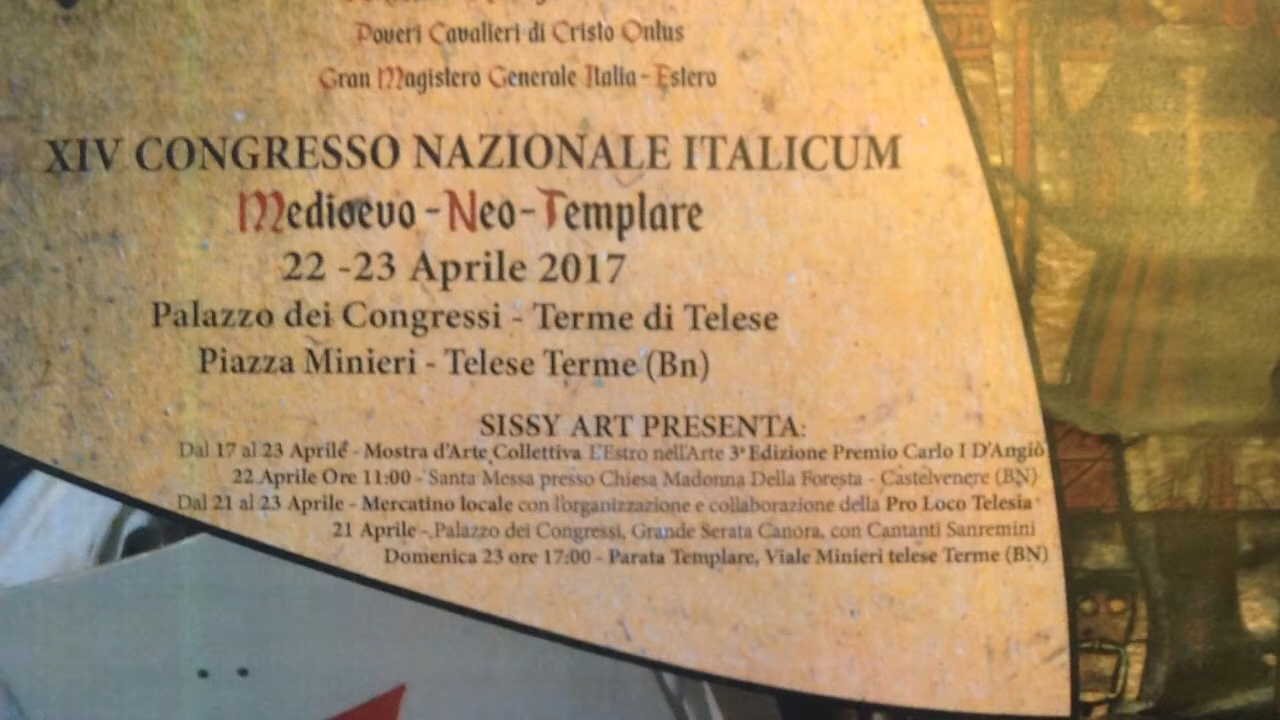 Poveri Cavalieri di Cristo Onlus
Gran Magistero Generale Italia - Estero
XIV CONGRESSO NAZIONALE ITALICUM
Medioevo - Neo - Templare
22 -23 Aprile 2017
Palazzo dei Congressi - Terme di Telese
Piazza Minieri - Telese Terme (Bn)
SISSY ART PRESENTA:
Dal 17 al 23 Aprile - Mostra d'Arte Collettiva L'Estro nell'Arte 3ª Edizione Premio Carlo I D'Angiò
22 Aprile Ore 11:00 - Santa Messa presso Chiesa Madonna Della Foresta - Castelvenere (BN)
Dal 21 al 23 Aprile - Mercatino locale con l'organizzazione e collaborazione della Pro Loco Telesia
21 Aprile - Palazzo dei Congressi, Grande Serata Canora, con Cantanti Sanremini
Domenica 23 ore 17:00 - Parata Templare, Viale Minieri telese Terme (BN)